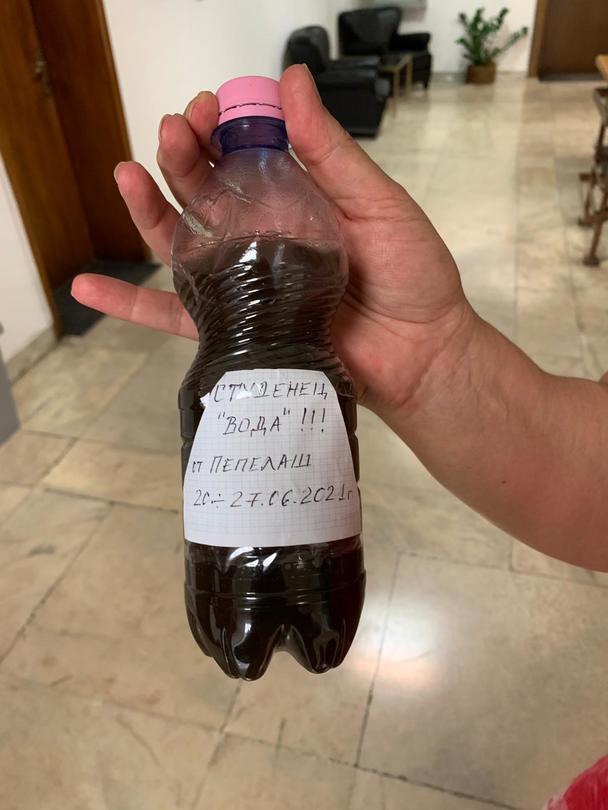 СТУДЕНЕЦ
"ВОДА" !!!
от ПЕПЕЛАШ
20÷27.06.2021г